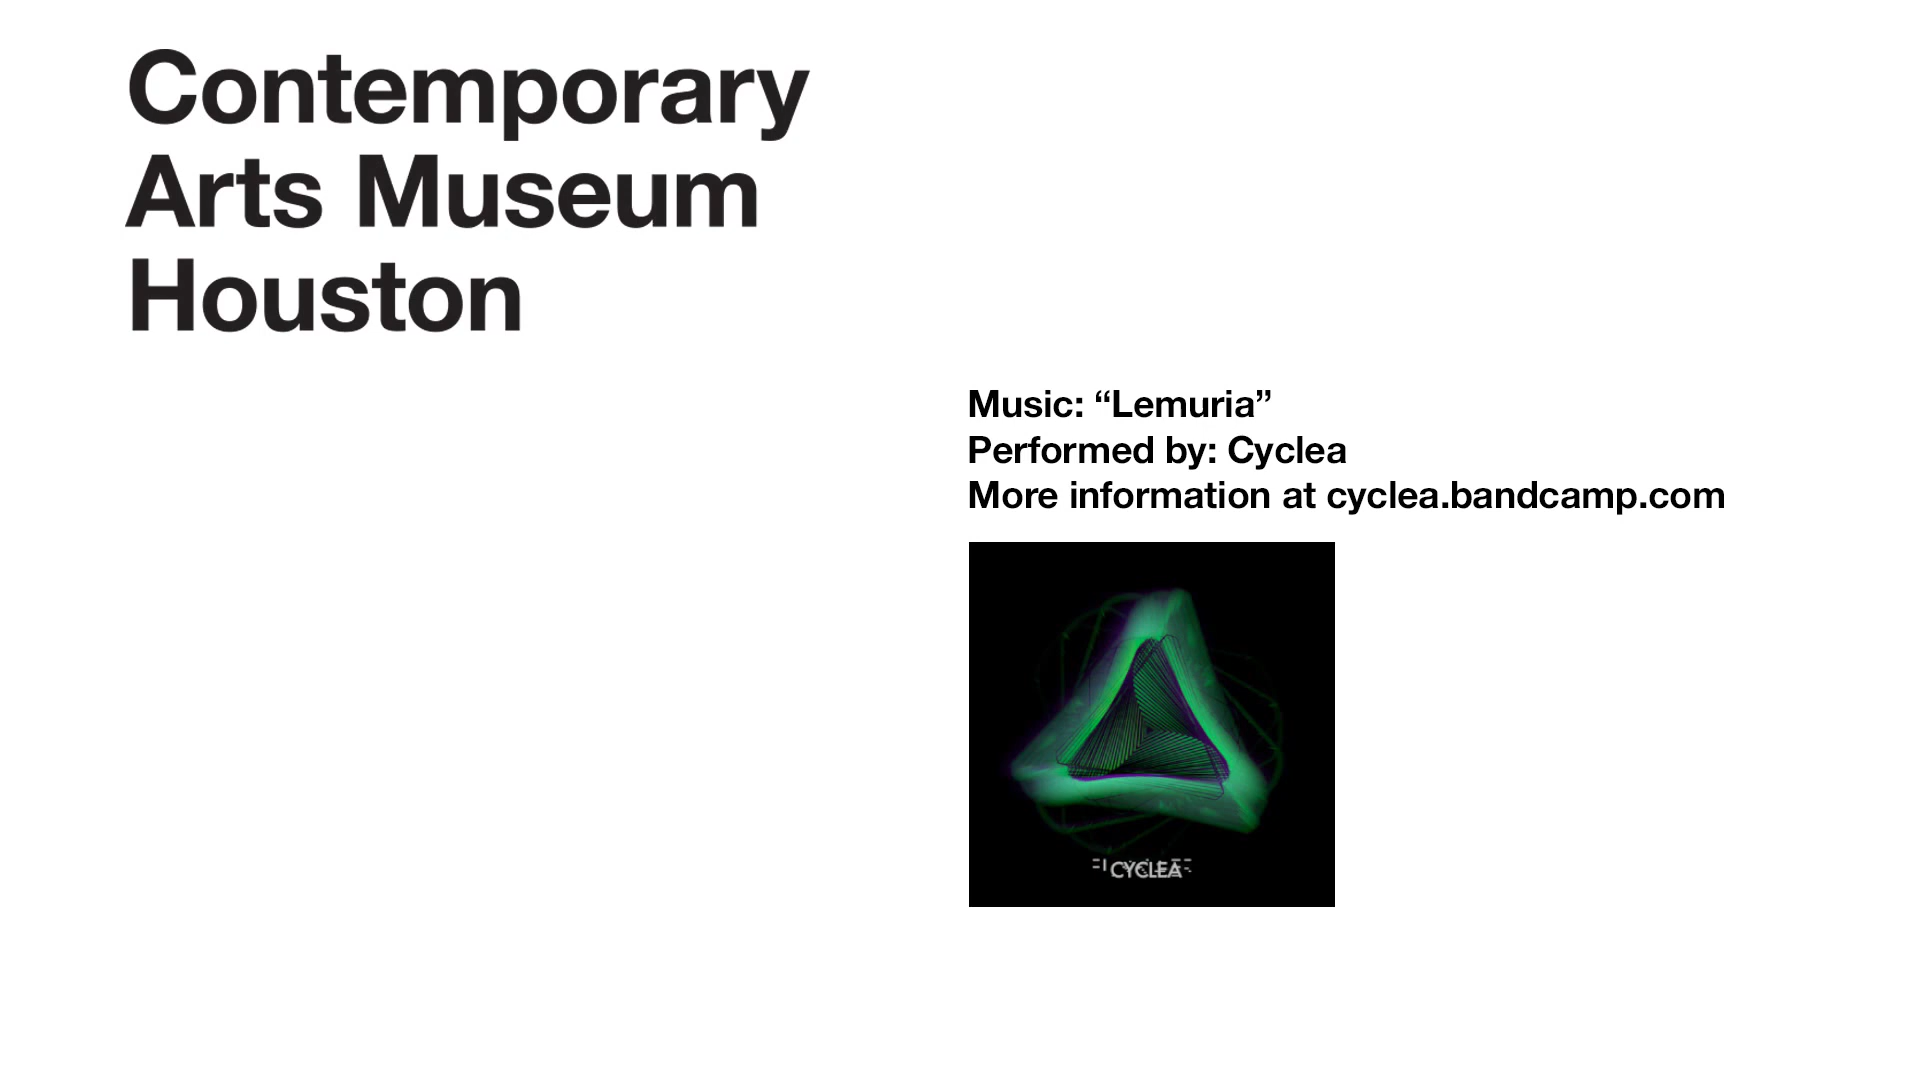 Contemporary
Arts Museum
Houston
Music: “Lemuria”
Performed by: Cyclea
More information at cyclea.bandcamp.com
CYCLEA